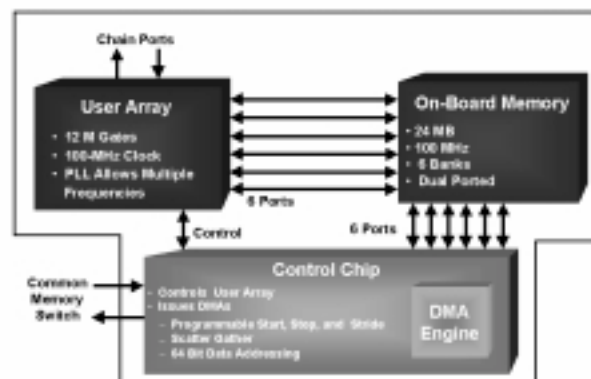 Chain Ports
User Array
• 12 M Gates
• 100-MHz Clock
• PLL Allows Multiple
Frequencies
On-Board Memory
• 24 MB
• 100 MHz
• 6 Banks
• Dual Ported
6 Ports
Control
6 Ports
Control Chip
Common
Memory
Switch
– Controls User Array
– Issues DMAs
– Programmable Start, Stop, and Stride
– Scatter Gather
– 64 Bit Data Addressing
DMA
Engine